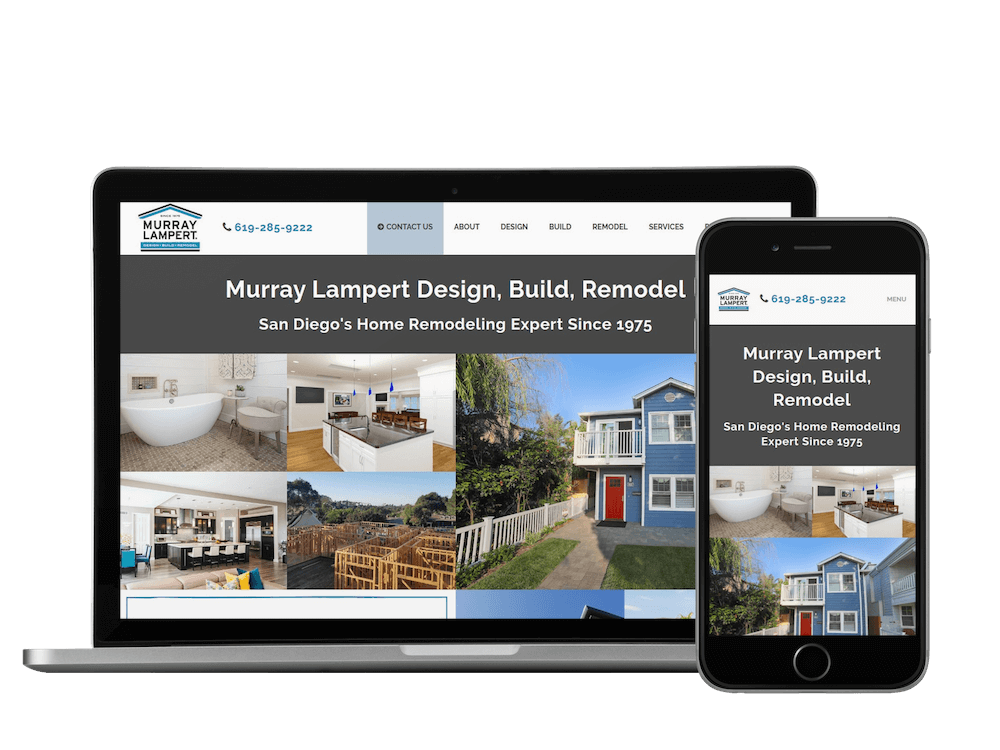 SINCE 1975
MURRAY
LAMPERT
DESIGN | BUILD | REMODEL
619-285-9222
CONTACT US
ABOUT
DESIGN
BUILD
REMODEL
SERVICES
Murray Lampert Design, Build, Remodel
San Diego's Home Remodeling Expert Since 1975
MURRAY
LAMPERT
619-285-9222
MENU
Murray Lampert
Design, Build,
Remodel
San Diego's Home Remodeling
Expert Since 1975